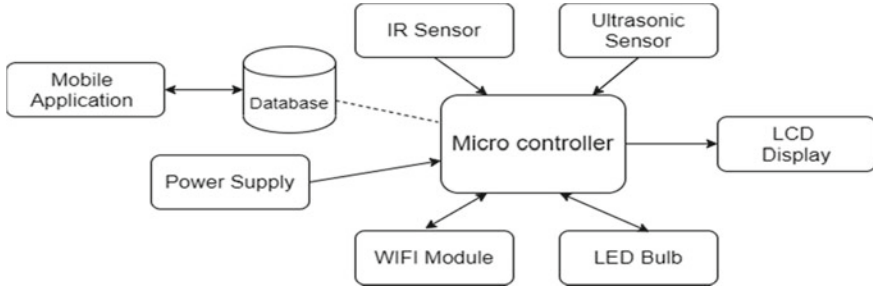 IR Sensor
Ultrasonic
Sensor
Mobile
Application
Database
Micro controller
LCD
Display
Power Supply
WIFI Module
LED Bulb